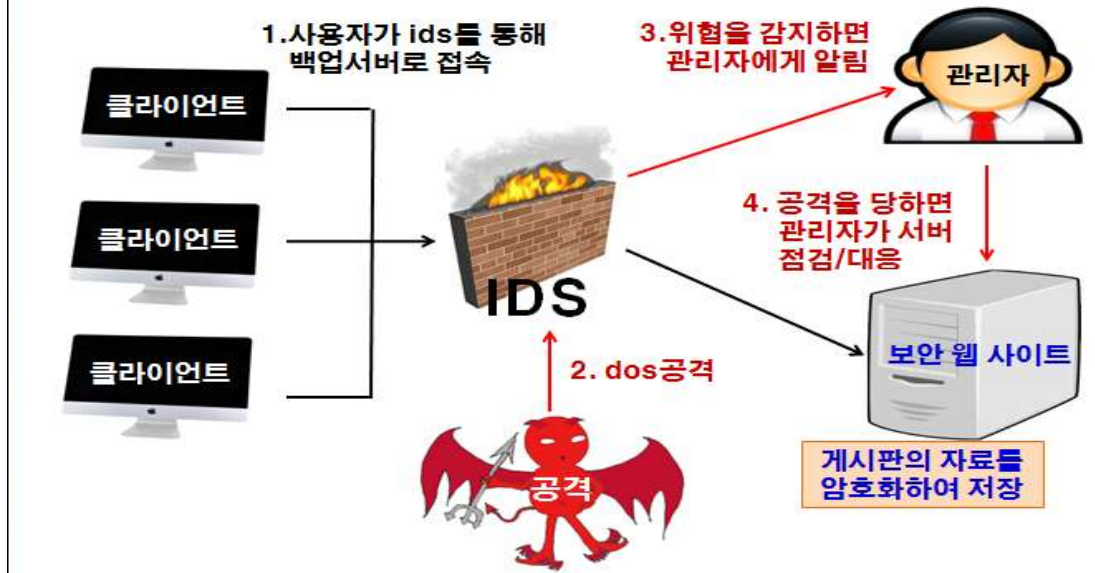 1.사용자가 ids를 통해
백업서버로 접속
3.위협을 감지하면
관리자에게 알림
관리자
클라이언트
클라이언트
클라이언트
IDS
4. 공격을 당하면
관리자가 서버
점검/대응
보안 웹 사이트
2. dos공격
공격
게시판의 자료를
암호화하여 저장